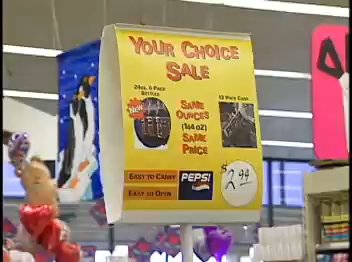 YOUR CHOICE
SALE
24oz. 6 PACK
BOTTLES
12 PACK CANS
NEW
SAME
OUNCES
(144 oz)
SAME
PRICE
EASY TO CARRY
EASY TO OPEN
PEPSI
$2.99